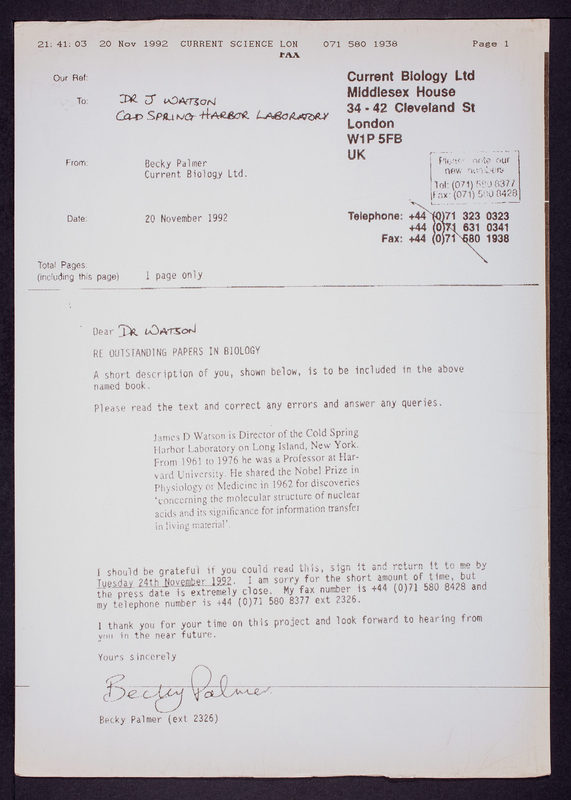 21:41:03 20 Nov 1992 CURRENT SCIENCE LON 071 580 1938 Page 1
FAX
Our Ref:
To: DR J WATSON
COLD SPRING HARBOR LABORATORY
Current Biology Ltd
Middlesex House
34 - 42 Cleveland St
London
W1P 5FB
UK
Please note our
new numbers
Tel: (071) 580 8377
Fax: (071) 580 8428
From: Becky Palmer
Current Biology Ltd.
Date: 20 November 1992
Telephone: +44 (0)71 323 0323
+44 (0)71 631 0341
Fax: +44 (0)71 580 1938
Total Pages:
(including this page) 1 page only
Dear DR WATSON
RE OUTSTANDING PAPERS IN BIOLOGY
A short description of you, shown below, is to be included in the above
named book.
Please read the text and correct any errors and answer any queries.
James D Watson is Director of the Cold Spring
Harbor Laboratory on Long Island, New York.
From 1961 to 1976 he was a Professor at Har-
vard University. He shared the Nobel Prize in
Physiology or Medicine in 1962 for discoveries
'concerning the molecular structure of nuclear
acids and its significance for information transfer
in living material'.
I should be grateful if you could read this, sign it and return it to me by
Tuesday 24th November 1992. I am sorry for the short amount of time, but
the press date is extremely close. My fax number is +44 (0)71 580 8428 and
my telephone number is +44 (0)71 580 8377 ext 2326.
I thank you for your time on this project and look forward to hearing from
you in the near future.
Yours sincerely
Becky Palmer
Becky Palmer (ext 2326)